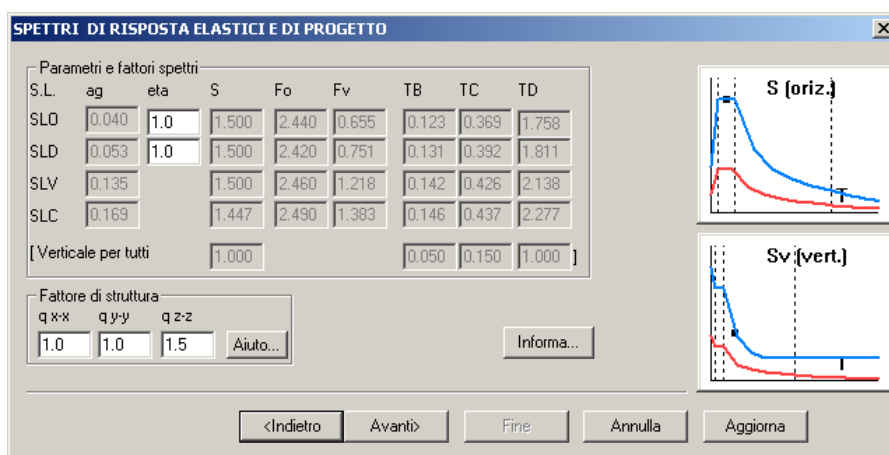 SPETTRI DI RISPOSTA ELASTICI E DI PROGETTO
Parametri e fattori spettri
S.L. ag eta S Fo Fv TB TC TD
SLO 0.040 1.0 1.500 2.440 0.655 0.123 0.369 1.758
SLD 0.053 1.0 1.500 2.420 0.751 0.131 0.392 1.811
SLV 0.135 1.500 2.460 1.218 0.142 0.426 2.138
SLC 0.169 1.447 2.490 1.383 0.146 0.437 2.277
[ Verticale per tutti 1.000 0.050 0.150 1.000 ]
Fattore di struttura
q x-x q y-y q z-z
1.0 1.0 1.5 Aiuto...
Informa...
S (oriz.)
T
Sv (vert.)
T
<Indietro Avanti> Fine Annulla Aggiorna